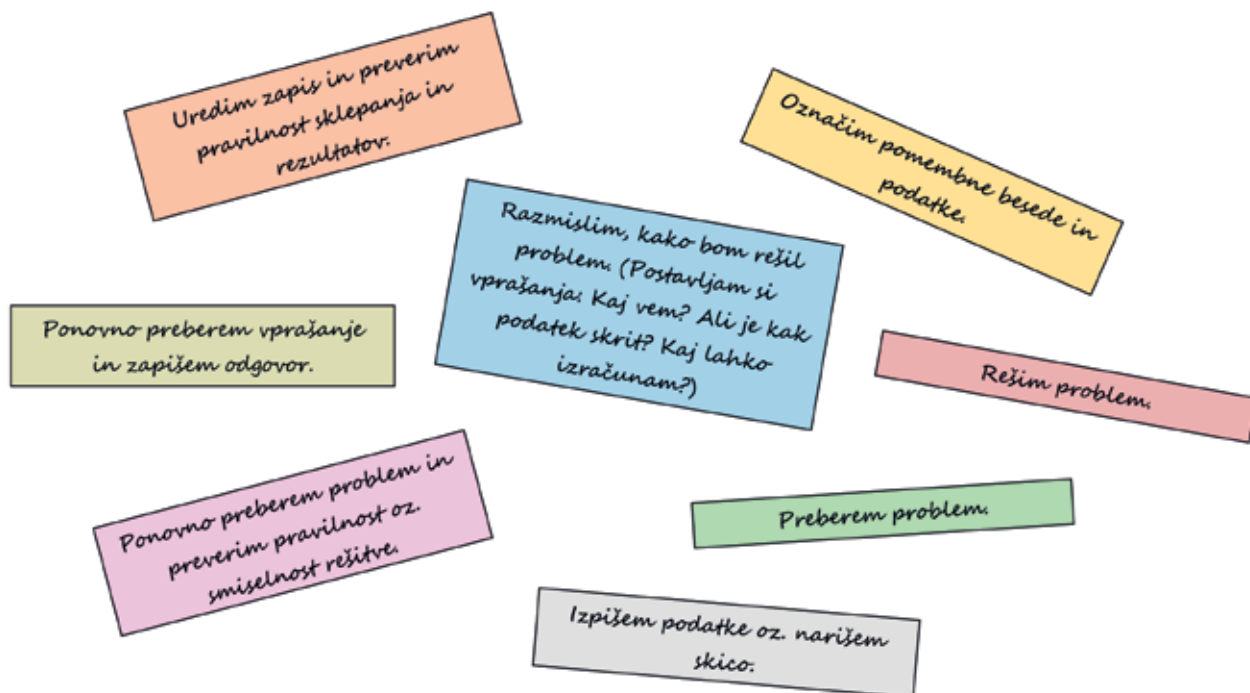 Uredim zapis in preverim
pravilnost sklepanja in
rezultatov.
Označim pomembne besede in
podatke.
Razmislim, kako bom rešil
problem. (Postavljam si
vprašanja: Kaj vem? Ali je kak
podatek skrit? Kaj lahko
izračunam?)
Ponovno preberem vprašanje
in zapišem odgovor.
Rešim problem.
Ponovno preberem problem in
preverim pravilnost oz.
smiselnost rešitve.
Preberem problem.
Izpišem podatke oz. narišem
skico.